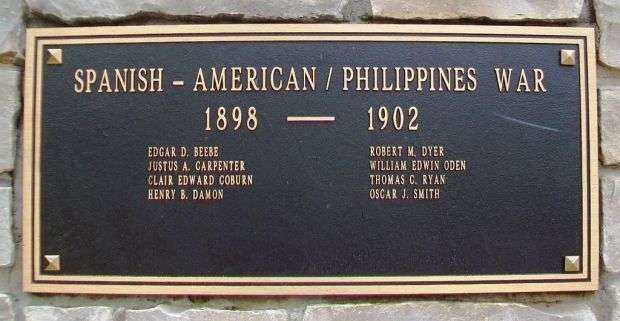 SPANISH – AMERICAN / PHILIPPINES WAR
1898 — 1902
EDGAR D. BEEBE
JUSTUS A. CARPENTER
CLAIR EDWARD COBURN
HENRY B. DAMON
ROBERT M. DYER
WILLIAM EDWIN ODEN
THOMAS C. RYAN
OSCAR J. SMITH